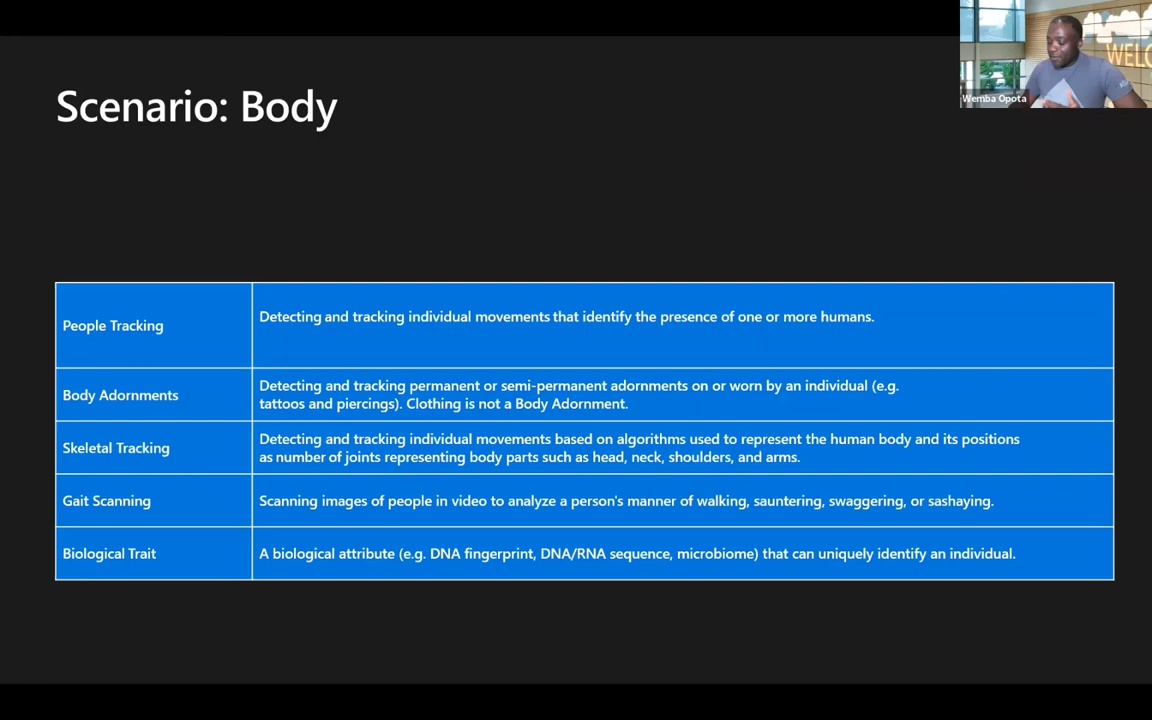 WELC
Wemba Opota
Scenario: Body
People Tracking
Detecting and tracking individual movements that identify the presence of one or more humans.
Body Adornments
Detecting and tracking permanent or semi-permanent adornments on or worn by an individual (e.g.
tattoos and piercings). Clothing is not a Body Adornment.
Skeletal Tracking
Detecting and tracking individual movements based on algorithms used to represent the human body and its positions
as number of joints representing body parts such as head, neck, shoulders, and arms.
Gait Scanning
Scanning images of people in video to analyze a person's manner of walking, sauntering, swaggering, or sashaying.
Biological Trait
A biological attribute (e.g. DNA fingerprint, DNA/RNA sequence, microbiome) that can uniquely identify an individual.